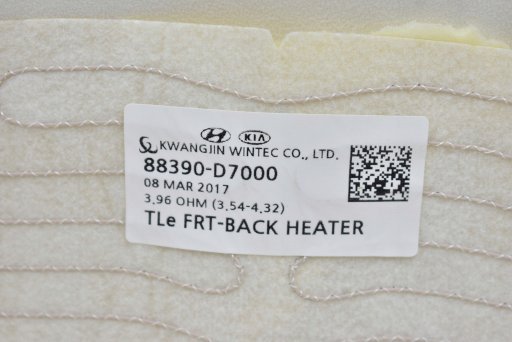 KIA
KWANGJIN WINTEC CO., LTD.
88390-D7000
08 MAR 2017
3.96 OHM (3.54-4.32)
TLe FRT-BACK HEATER